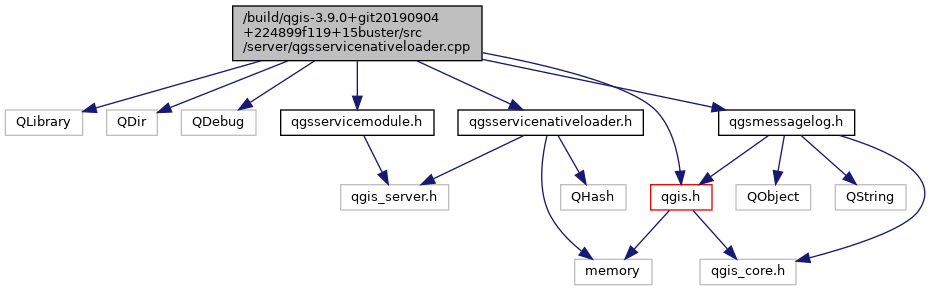 /build/qgis-3.9.0+git20190904
+224899f119+15buster/src
/server/qgsservicenativeloader.cpp
QLibrary
QDir
QDebug
qgsservicemodule.h
qgsservicenativeloader.h
qgsmessagelog.h
qgis_server.h
QHash
qgis.h
QObject
QString
memory
qgis_core.h